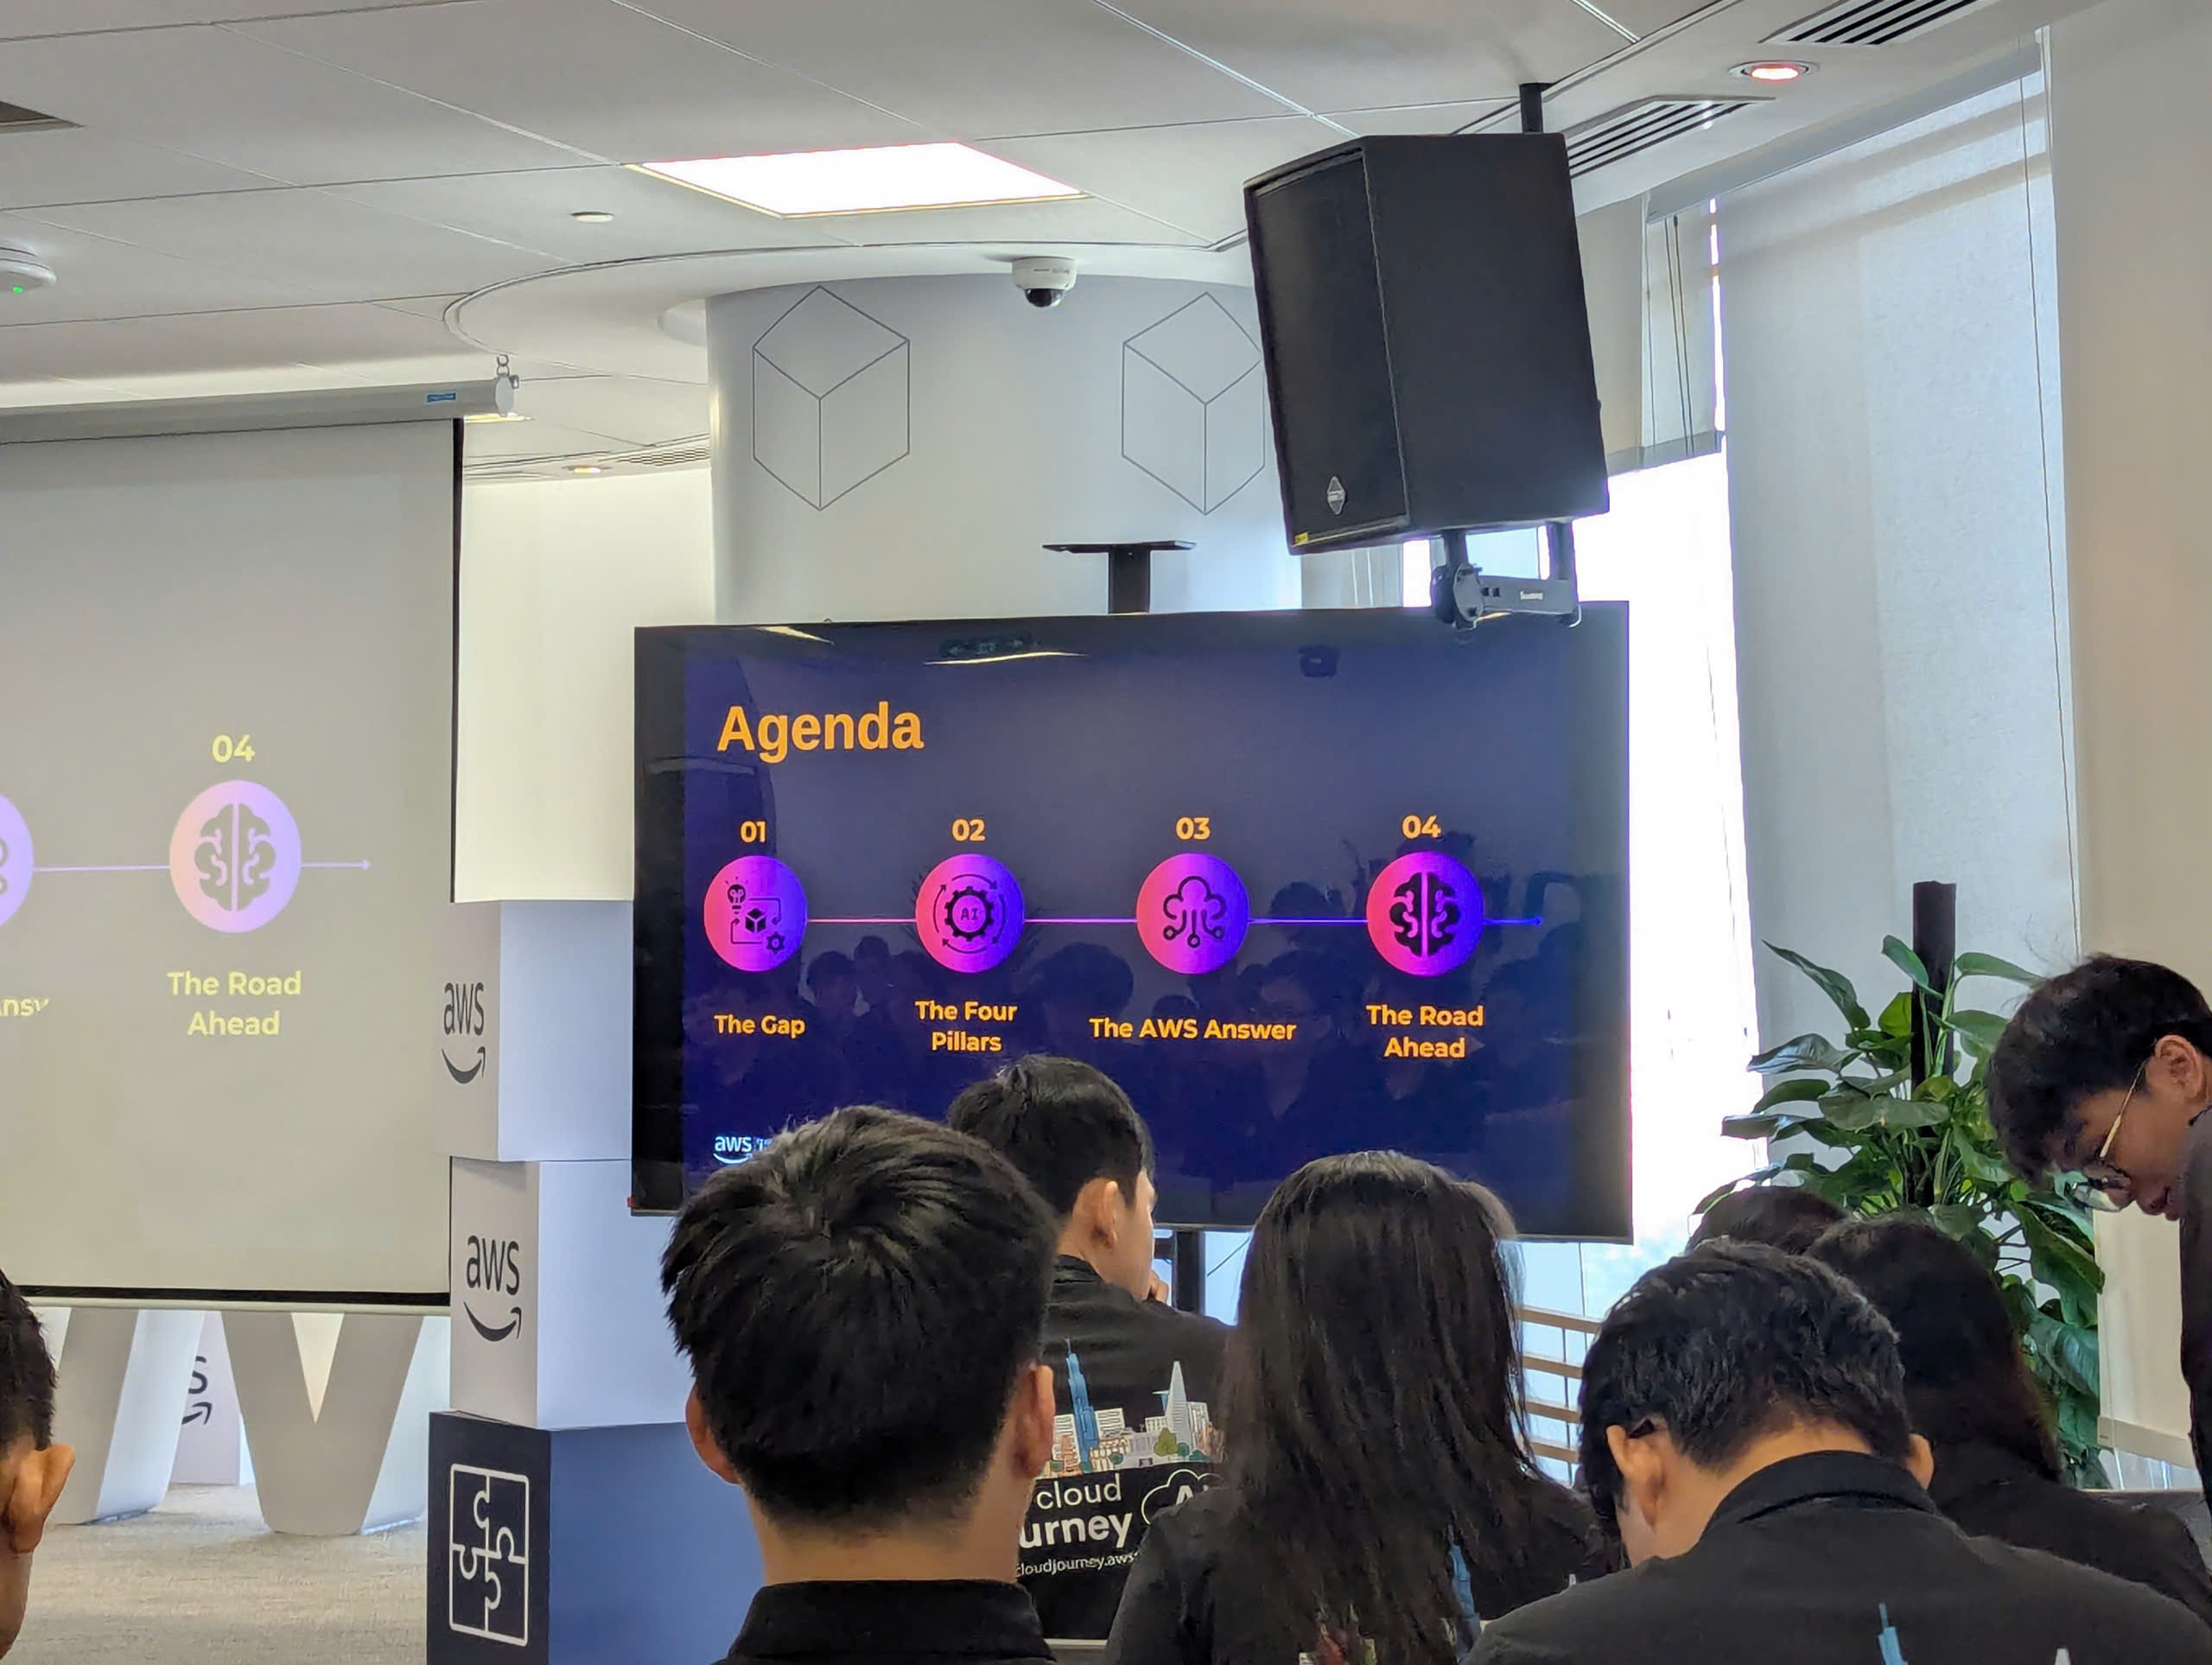 04
The Road
Ahead
aws
aws
Agenda
01
02
03
04
AI
The Gap
The Four
Pillars
The AWS Answer
The Road
Ahead
aws
cloud
urney
cloudjourney.aws